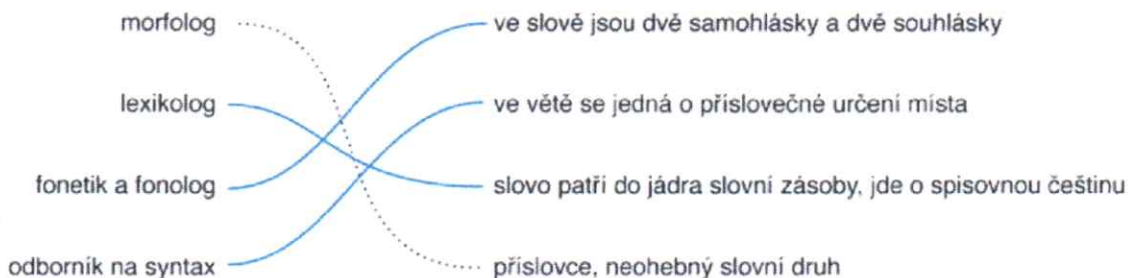 morfolog
ve slově jsou dvě samohlásky a dvě souhlásky
lexikolog
ve větě se jedná o příslovečné určení místa
fonetik a fonolog
slovo patří do jádra slovní zásoby, jde o spisovnou češtinu
odborník na syntax
příslovce, neohebný slovní druh